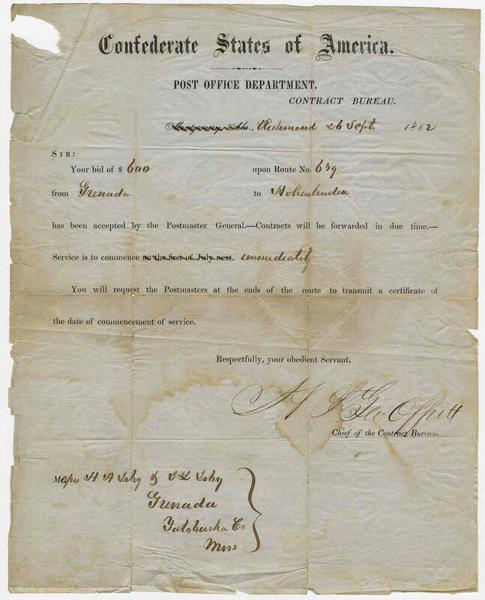 Confederate States of America.
POST OFFICE DEPARTMENT.
CONTRACT BUREAU.
Montgomery, Ala., Richmond 26 Sept. 1862
SIR:
Your bid of $ 600 upon Route No. 639
from Grenada to Hohenlinden
has been accepted by the Postmaster General.—Contracts will be forwarded in due time.—
Service is to commence on the first of July next. immediately
You will request the Postmasters at the ends of the route to transmit a certificate of
the date of commencement of service.
Respectfully, your obedient Servant,
Geo Offutt
Chief of the Contract Bureau.
H A & S L
Grenada
Yalobusha Co
Miss